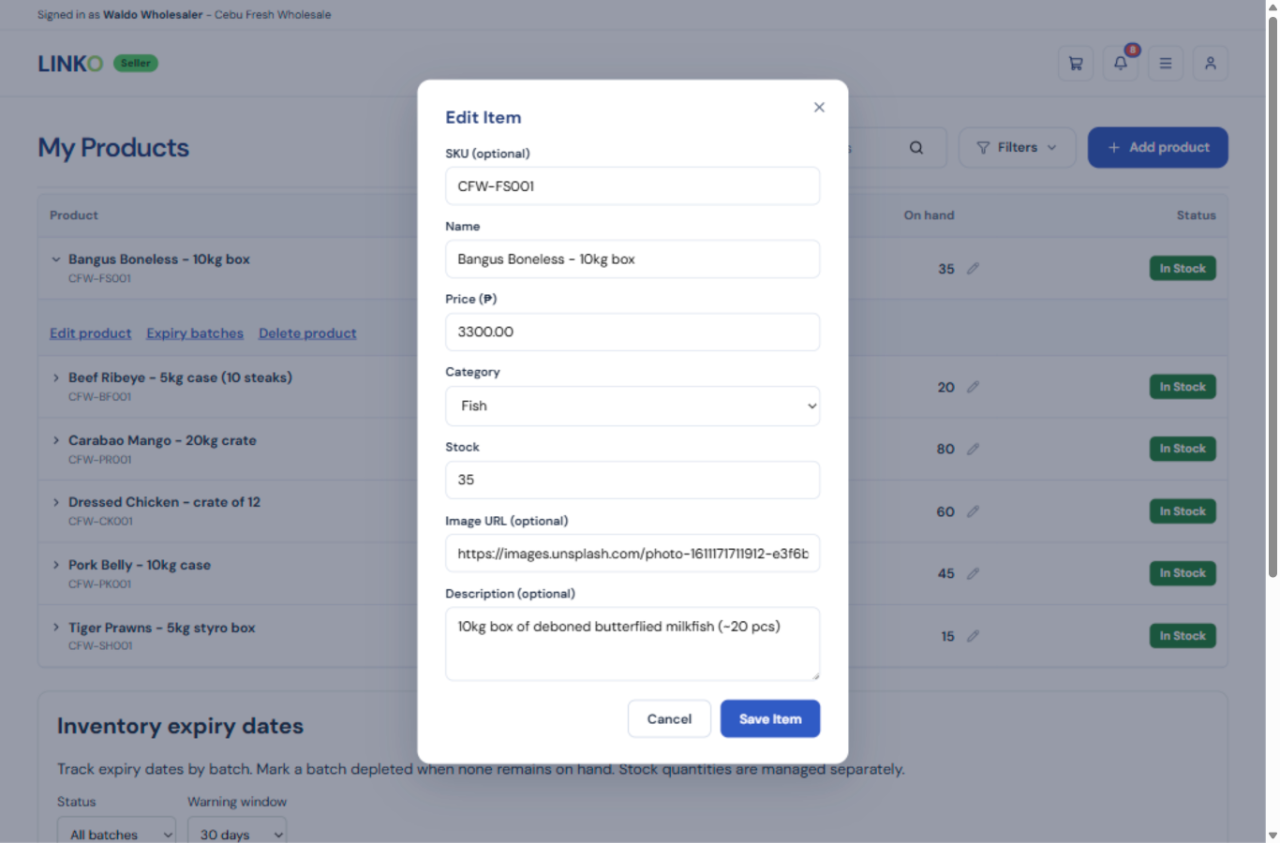 Signed in as Waldo Wholesaler - Cebu Fresh Wholesale
LINKO Seller
8
My Products
Filters
+ Add product
Product On hand Status
Bangus Boneless - 10kg box
CFW-FS001
35 In Stock
Edit product Expiry batches Delete product
Beef Ribeye - 5kg case (10 steaks)
CFW-BF001
20 In Stock
Carabao Mango - 20kg crate
CFW-PR001
80 In Stock
Dressed Chicken - crate of 12
CFW-CK001
60 In Stock
Pork Belly - 10kg case
CFW-PK001
45 In Stock
Tiger Prawns - 5kg styro box
CFW-SH001
15 In Stock
Inventory expiry dates
Track expiry dates by batch. Mark a batch depleted when none remains on hand. Stock quantities are managed separately.
Status Warning window
All batches 30 days
Edit Item
SKU (optional)
CFW-FS001
Name
Bangus Boneless - 10kg box
Price (₱)
3300.00
Category
Fish
Stock
35
Image URL (optional)
https://images.unsplash.com/photo-1611171711912-e3f6b
Description (optional)
10kg box of deboned butterflied milkfish (~20 pcs)
Cancel Save Item